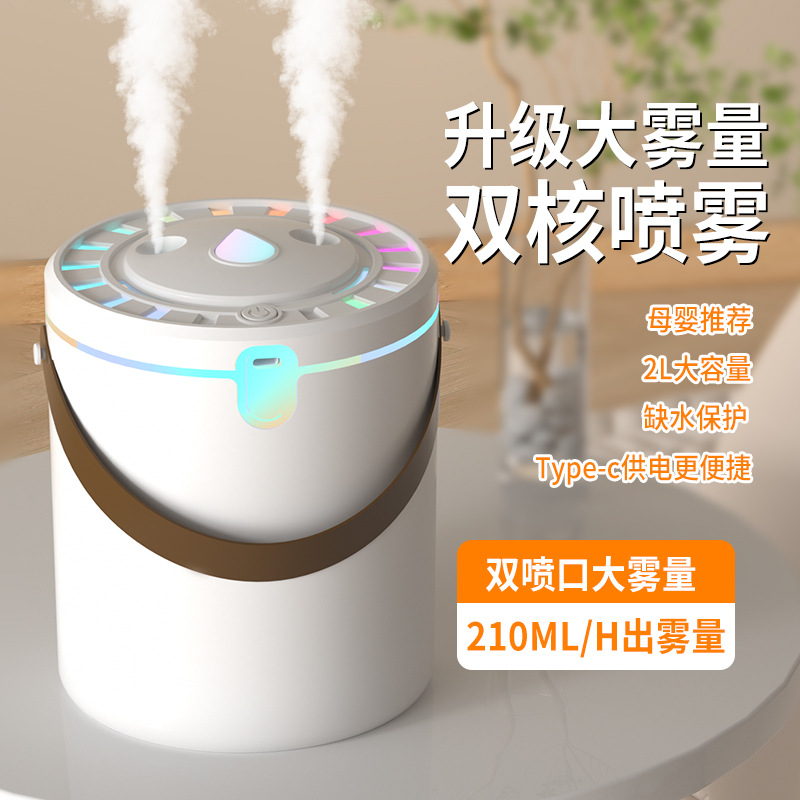 升级大雾量
双核喷雾
母婴推荐
2L大容量
缺水保护
Type-c供电更便捷
双喷口大雾量
210ML/H出雾量